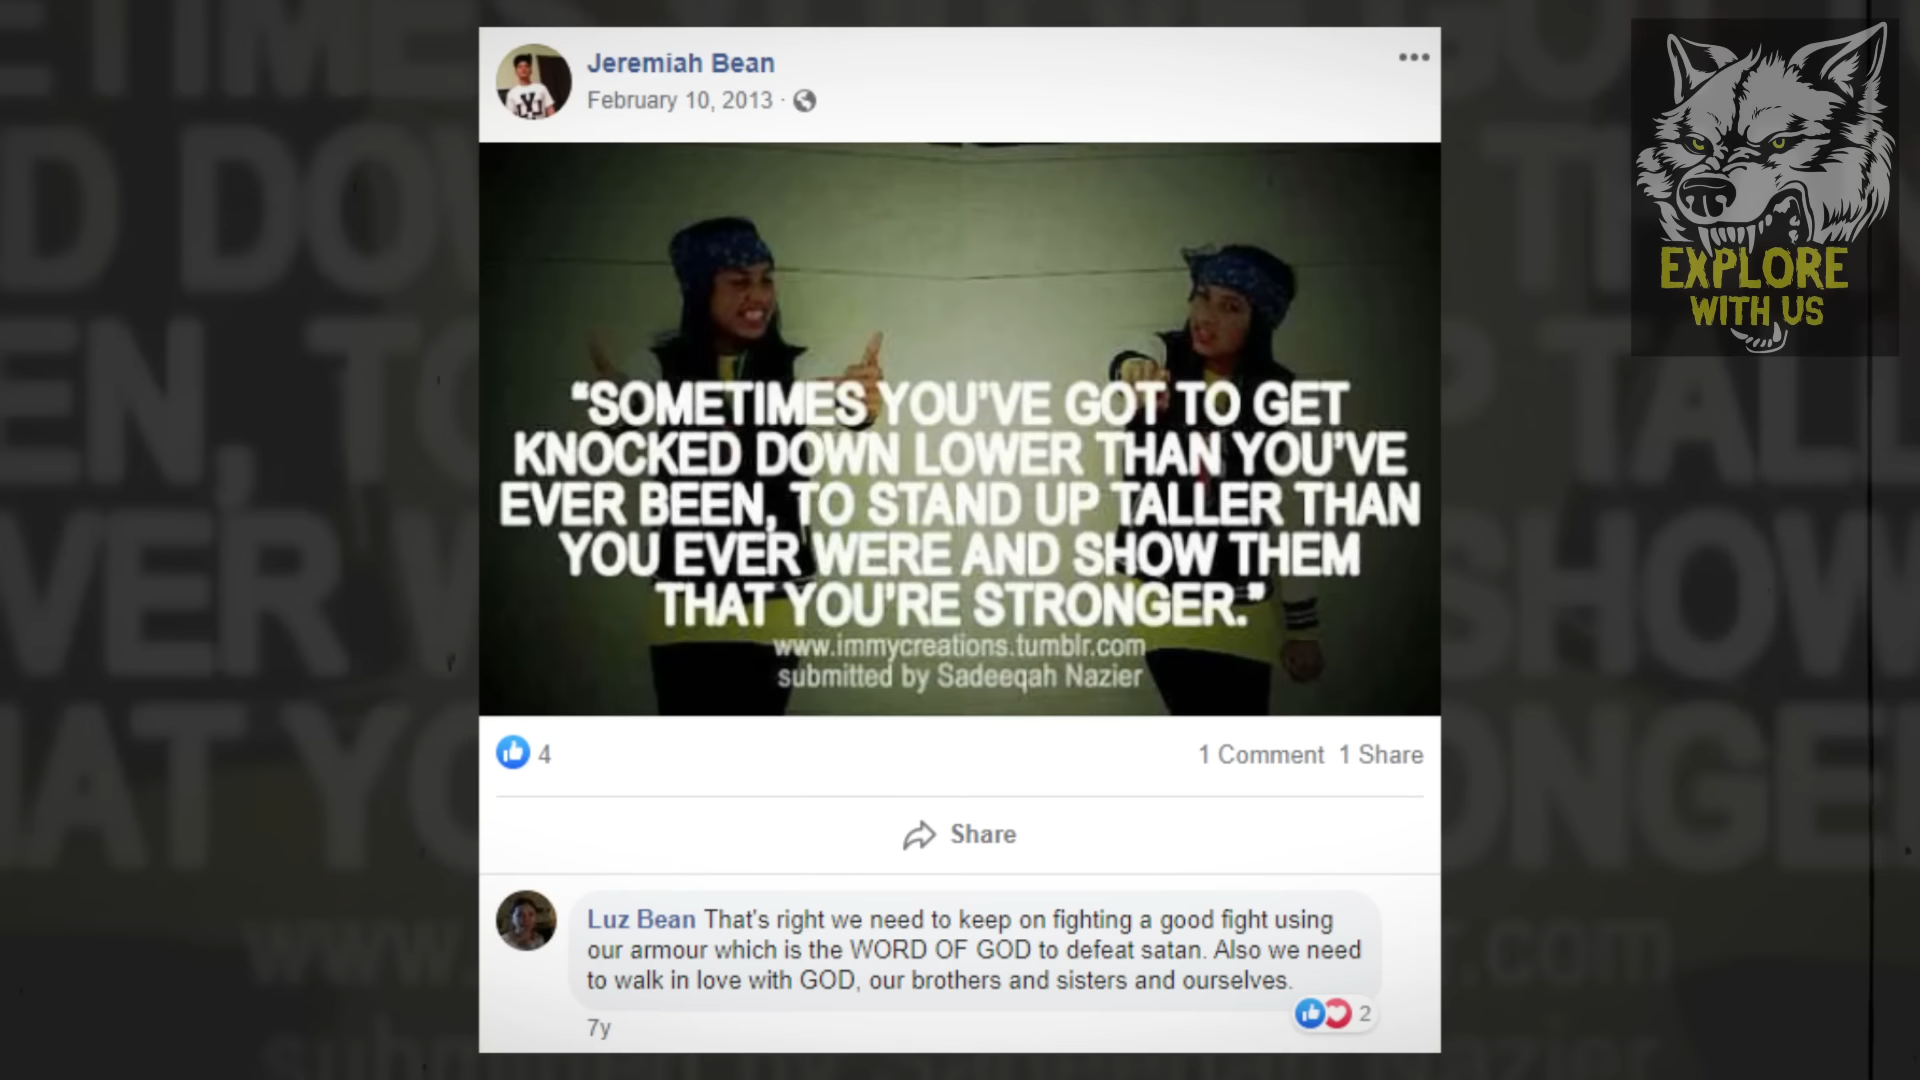 Jeremiah Bean
February 10, 2013 ·
EXPLORE
WITH US
“SOMETIMES YOU'VE GOT TO GET
KNOCKED DOWN LOWER THAN YOU'VE
EVER BEEN, TO STAND UP TALLER THAN
YOU EVER WERE AND SHOW THEM
THAT YOU'RE STRONGER.”
www.immycreations.tumblr.com
submitted by Sadeeqah Nazier
4
1 Comment 1 Share
Share
Luz Bean That's right we need to keep on fighting a good fight using
our armour which is the WORD OF GOD to defeat satan. Also we need
to walk in love with GOD, our brothers and sisters and ourselves.
2
7y